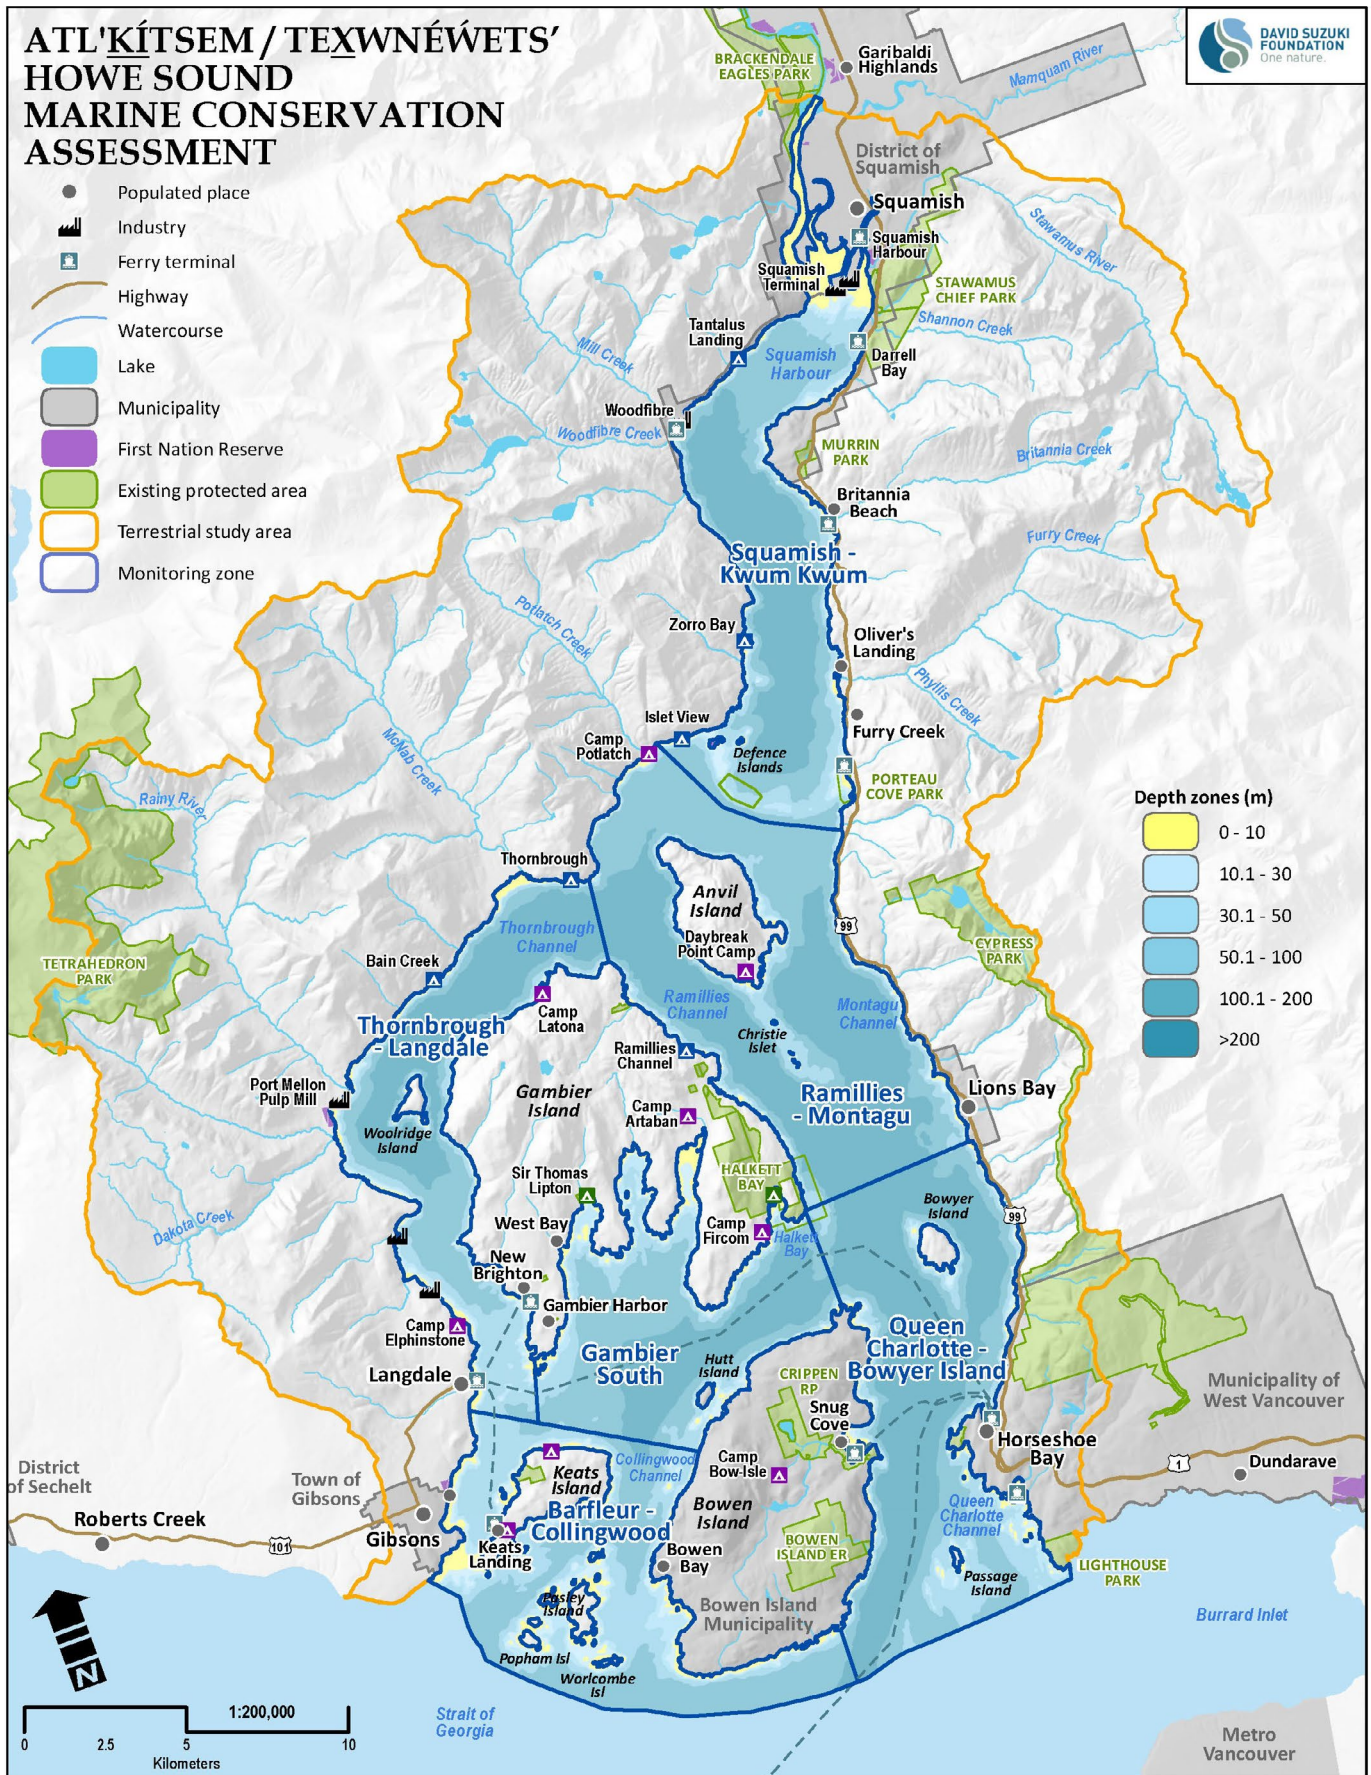 ATL'ḴÍTSEM / TEX̱WNÉẂETS'
HOWE SOUND
MARINE CONSERVATION
ASSESSMENT
DAVID SUZUKI
FOUNDATION
One nature.
Populated place
Industry
Ferry terminal
Highway
Watercourse
Lake
Municipality
First Nation Reserve
Existing protected area
Terrestrial study area
Monitoring zone
BRACKENDALE
EAGLES PARK
Garibaldi
Highlands
Mamquam River
District of
Squamish
Squamish
Squamish
Harbour
Squamish
Terminal
STAWAMUS
CHIEF PARK
Stawamus River
Shannon Creek
Tantalus
Landing
Squamish
Harbour
Darrell
Bay
Mill Creek
Woodfibre
Woodfibre Creek
MURRIN
PARK
Britannia Creek
Britannia
Beach
Furry Creek
Squamish -
Kwum Kwum
Potlatch Creek
Zorro Bay
Oliver's
Landing
Phyllis Creek
Islet View
Furry Creek
Camp
Potlatch
Defence
Islands
PORTEAU
COVE PARK
McNab Creek
Rainy River
Depth zones (m)
0 - 10
10.1 - 30
30.1 - 50
50.1 - 100
100.1 - 200
>200
Thornbrough
Anvil
Island
99
Thornbrough
Channel
Daybreak
Point Camp
CYPRESS
PARK
TETRAHEDRON
PARK
Bain Creek
Camp
Latona
Ramillies
Channel
Montagu
Channel
Thornbrough
- Langdale
Christie
Islet
Ramillies
Channel
Port Mellon
Pulp Mill
Gambier
Island
Ramillies
- Montagu
Lions Bay
Camp
Artaban
Woolridge
Island
Sir Thomas
Lipton
HALKETT
BAY
Bowyer
Island
99
Dakota Creek
West Bay
Camp
Fircom
Halkett
Bay
New
Brighton
Gambier Harbor
Camp
Elphinstone
Gambier
South
Queen
Charlotte -
Bowyer Island
Langdale
Hutt
Island
CRIPPEN
RP
Snug
Cove
Municipality of
West Vancouver
Horseshoe
Bay
1
Dundarave
District
of Sechelt
Town of
Gibsons
Keats
Island
Collingwood
Channel
Camp
Bow-Isle
Bowen
Island
Queen
Charlotte
Channel
Roberts Creek
101
Gibsons
Barfleur -
Collingwood
Keats
Landing
Bowen
Bay
BOWEN
ISLAND ER
Passage
Island
LIGHTHOUSE
PARK
Pasley
Island
Bowen Island
Municipality
Burrard Inlet
Popham Isl
Worlcombe
Isl
N
1:200,000
0
2.5
5
10
Kilometers
Strait of
Georgia
Metro
Vancouver